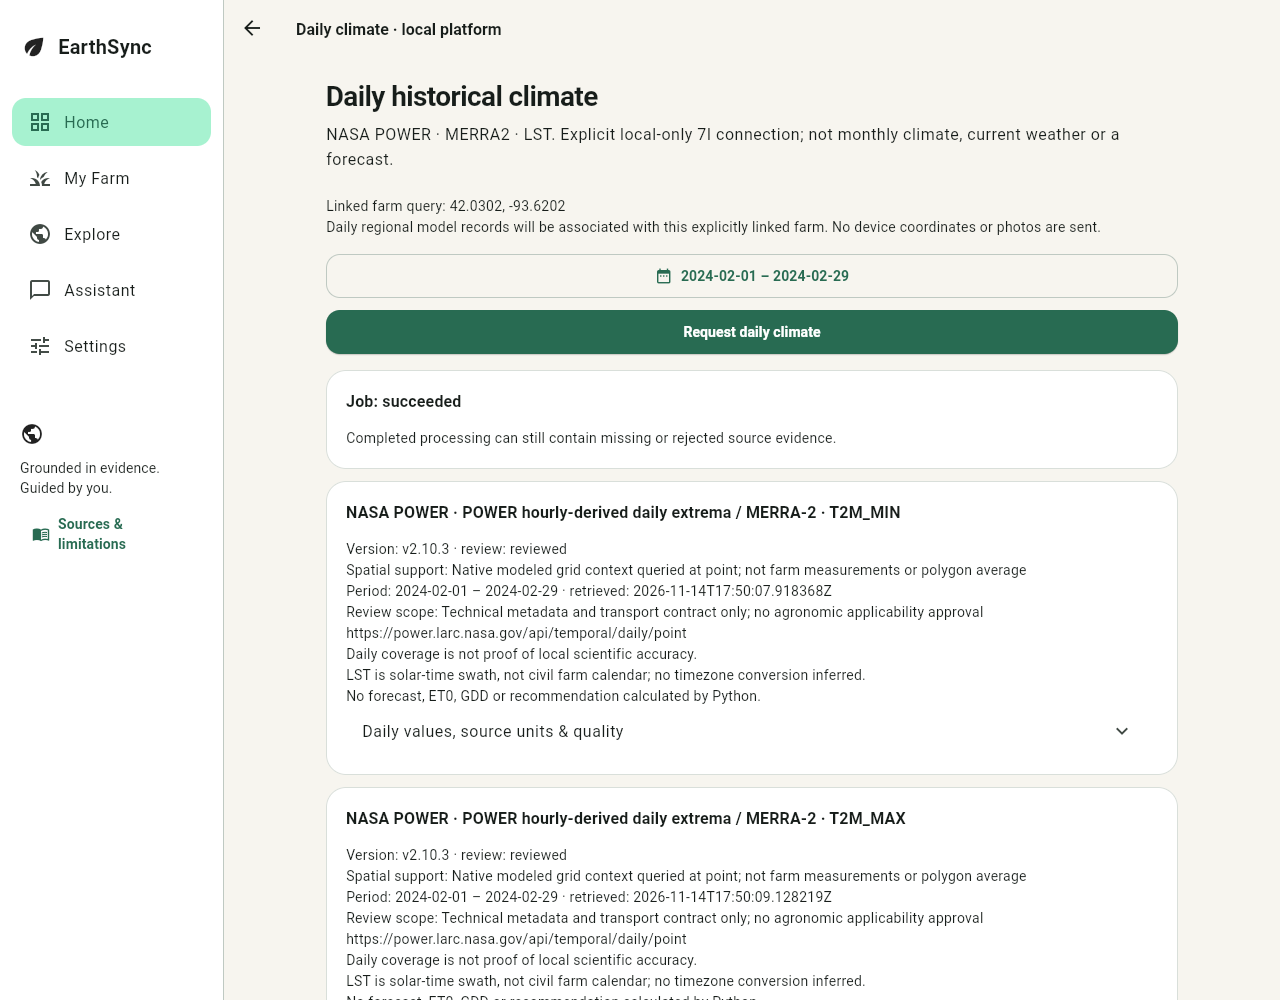 EarthSync
Home
My Farm
Explore
Assistant
Settings
Grounded in evidence.
Guided by you.
Sources &
limitations
Daily climate · local platform
Daily historical climate
NASA POWER · MERRA2 · LST. Explicit local-only 7I connection; not monthly climate, current weather or a
forecast.
Linked farm query: 42.0302, -93.6202
Daily regional model records will be associated with this explicitly linked farm. No device coordinates or photos are sent.
2024-02-01 – 2024-02-29
Request daily climate
Job: succeeded
Completed processing can still contain missing or rejected source evidence.
NASA POWER · POWER hourly-derived daily extrema / MERRA-2 · T2M_MIN
Version: v2.10.3 · review: reviewed
Spatial support: Native modeled grid context queried at point; not farm measurements or polygon average
Period: 2024-02-01 – 2024-02-29 · retrieved: 2026-11-14T17:50:07.918368Z
Review scope: Technical metadata and transport contract only; no agronomic applicability approval
https://power.larc.nasa.gov/api/temporal/daily/point
Daily coverage is not proof of local scientific accuracy.
LST is solar-time swath, not civil farm calendar; no timezone conversion inferred.
No forecast, ET0, GDD or recommendation calculated by Python.
Daily values, source units & quality
NASA POWER · POWER hourly-derived daily extrema / MERRA-2 · T2M_MAX
Version: v2.10.3 · review: reviewed
Spatial support: Native modeled grid context queried at point; not farm measurements or polygon average
Period: 2024-02-01 – 2024-02-29 · retrieved: 2026-11-14T17:50:09.128219Z
Review scope: Technical metadata and transport contract only; no agronomic applicability approval
https://power.larc.nasa.gov/api/temporal/daily/point
Daily coverage is not proof of local scientific accuracy.
LST is solar-time swath, not civil farm calendar; no timezone conversion inferred.
No forecast, ET0, GDD or recommendation calculated by Python.